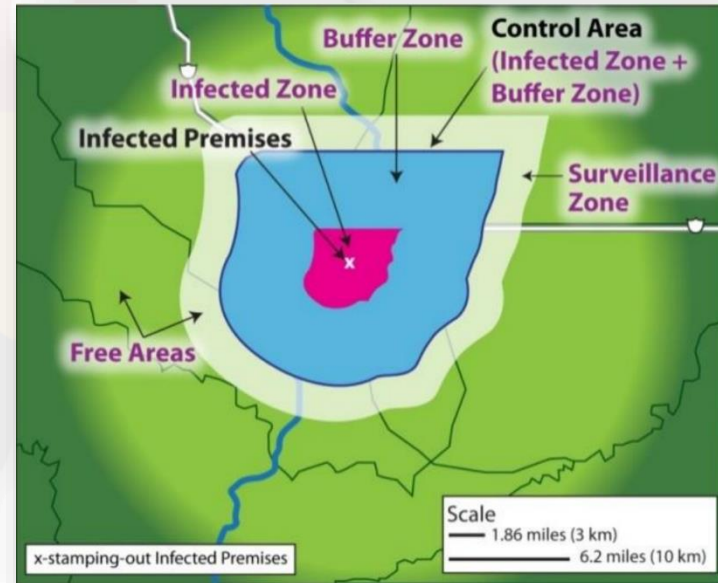 Buffer Zone
Control Area
(Infected Zone +
Buffer Zone)
Infected Zone
Infected Premises
Surveillance
Zone
x
Free Areas
Scale
1.86 miles (3 km)
6.2 miles (10 km)
x-stamping-out Infected Premises